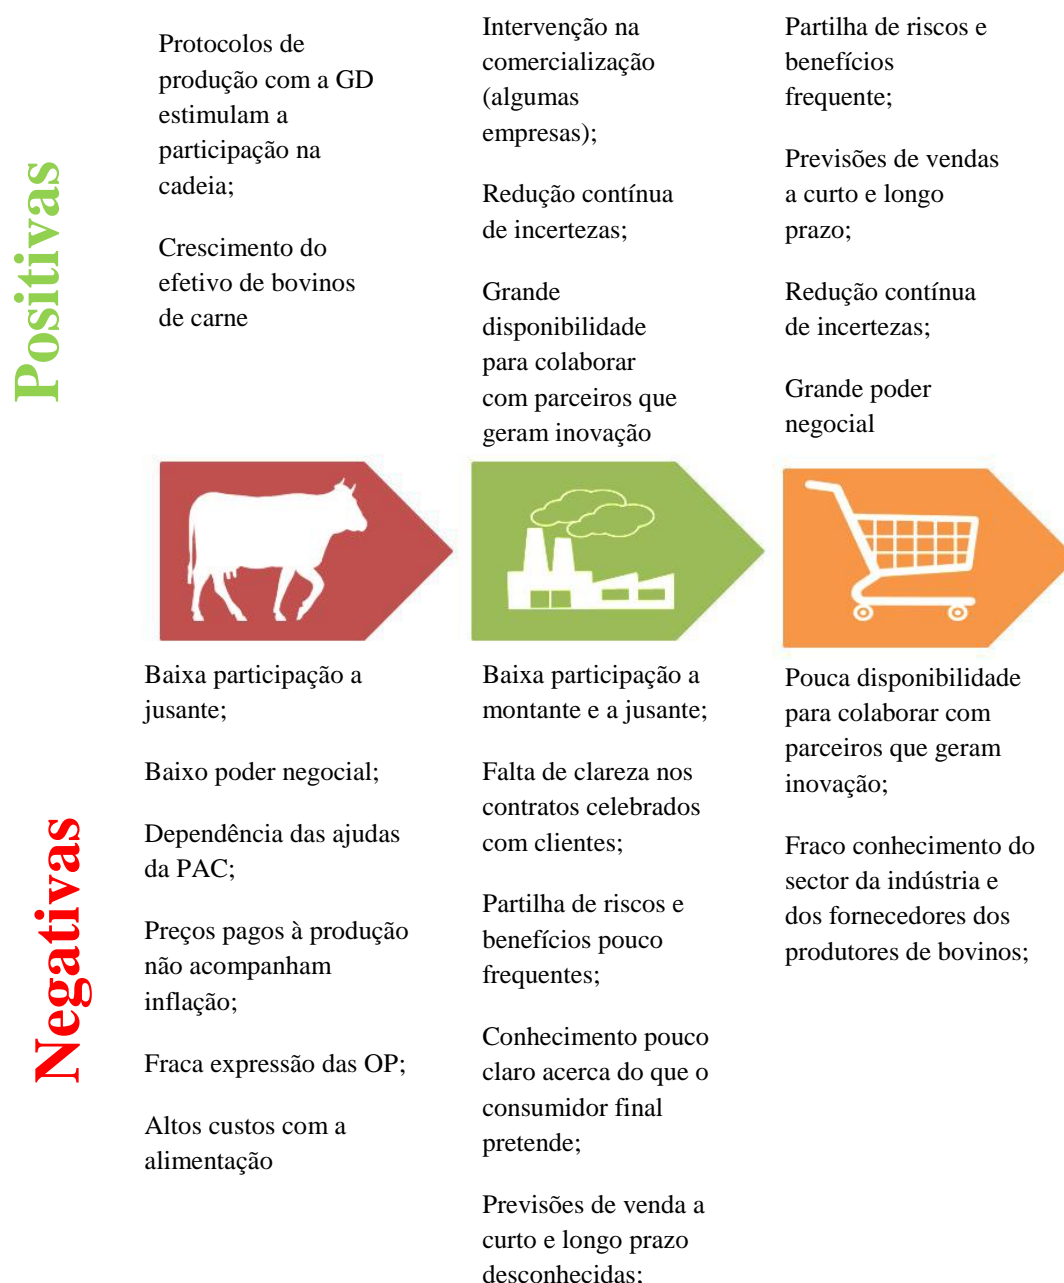 Positivas
Protocolos de
produção com a GD
estimulam a
participação na
cadeia;
Crescimento do
efetivo de bovinos
de carne
Intervenção na
comercialização
(algumas
empresas);
Redução contínua
de incertezas;
Grande
disponibilidade
para colaborar
com parceiros que
geram inovação
Partilha de riscos e
benefícios
frequente;
Previsões de vendas
a curto e longo
prazo;
Redução contínua
de incertezas;
Grande poder
negocial
Negativas
Baixa participação a
jusante;
Baixo poder negocial;
Dependência das ajudas
da PAC;
Preços pagos à produção
não acompanham
inflação;
Fraca expressão das OP;
Altos custos com a
alimentação
Baixa participação a
montante e a jusante;
Falta de clareza nos
contratos celebrados
com clientes;
Partilha de riscos e
benefícios pouco
frequentes;
Conhecimento pouco
claro acerca do que o
consumidor final
pretende;
Previsões de venda a
curto e longo prazo
desconhecidas;
Pouca disponibilidade
para colaborar com
parceiros que geram
inovação;
Fraco conhecimento do
sector da indústria e
dos fornecedores dos
produtores de bovinos;